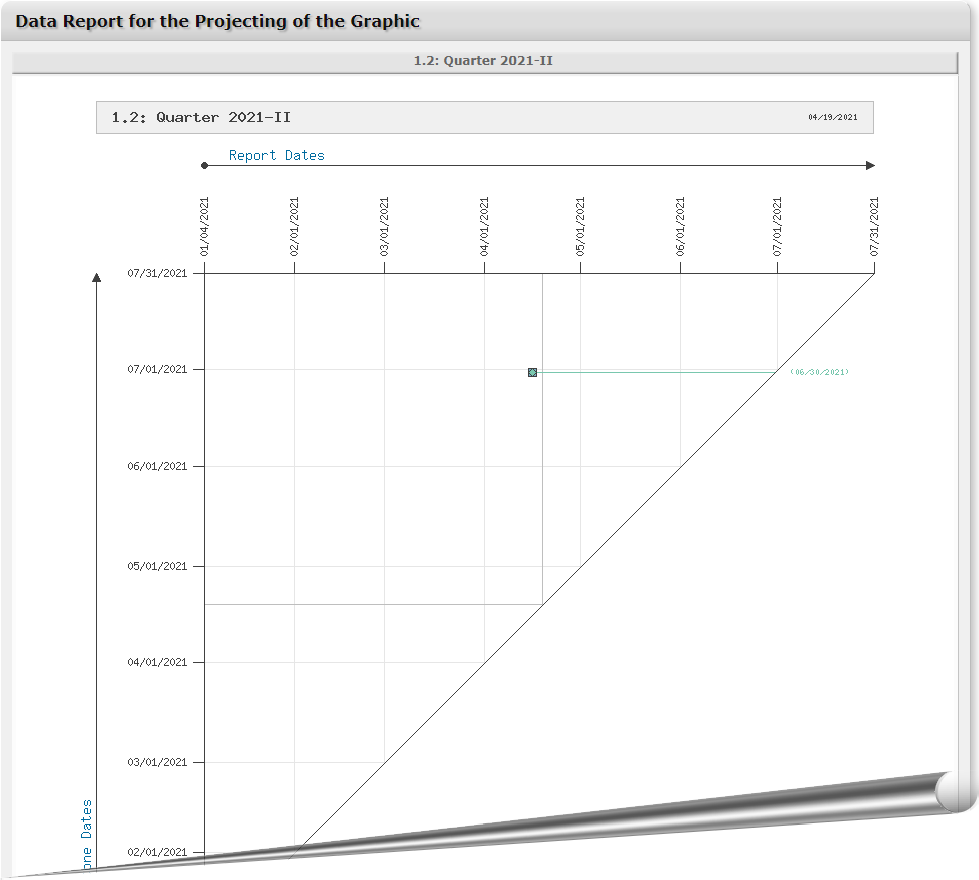 Data Report for the Projecting of the Graphic
1.2: Quarter 2021-II
1.2: Quarter 2021-II 04/19/2021
Report Dates
01/04/2021 02/01/2021 03/01/2021 04/01/2021 05/01/2021 06/01/2021 07/01/2021 07/31/2021
07/31/2021
07/01/2021
(06/30/2021)
06/01/2021
05/01/2021
04/01/2021
03/01/2021
02/01/2021
Dates